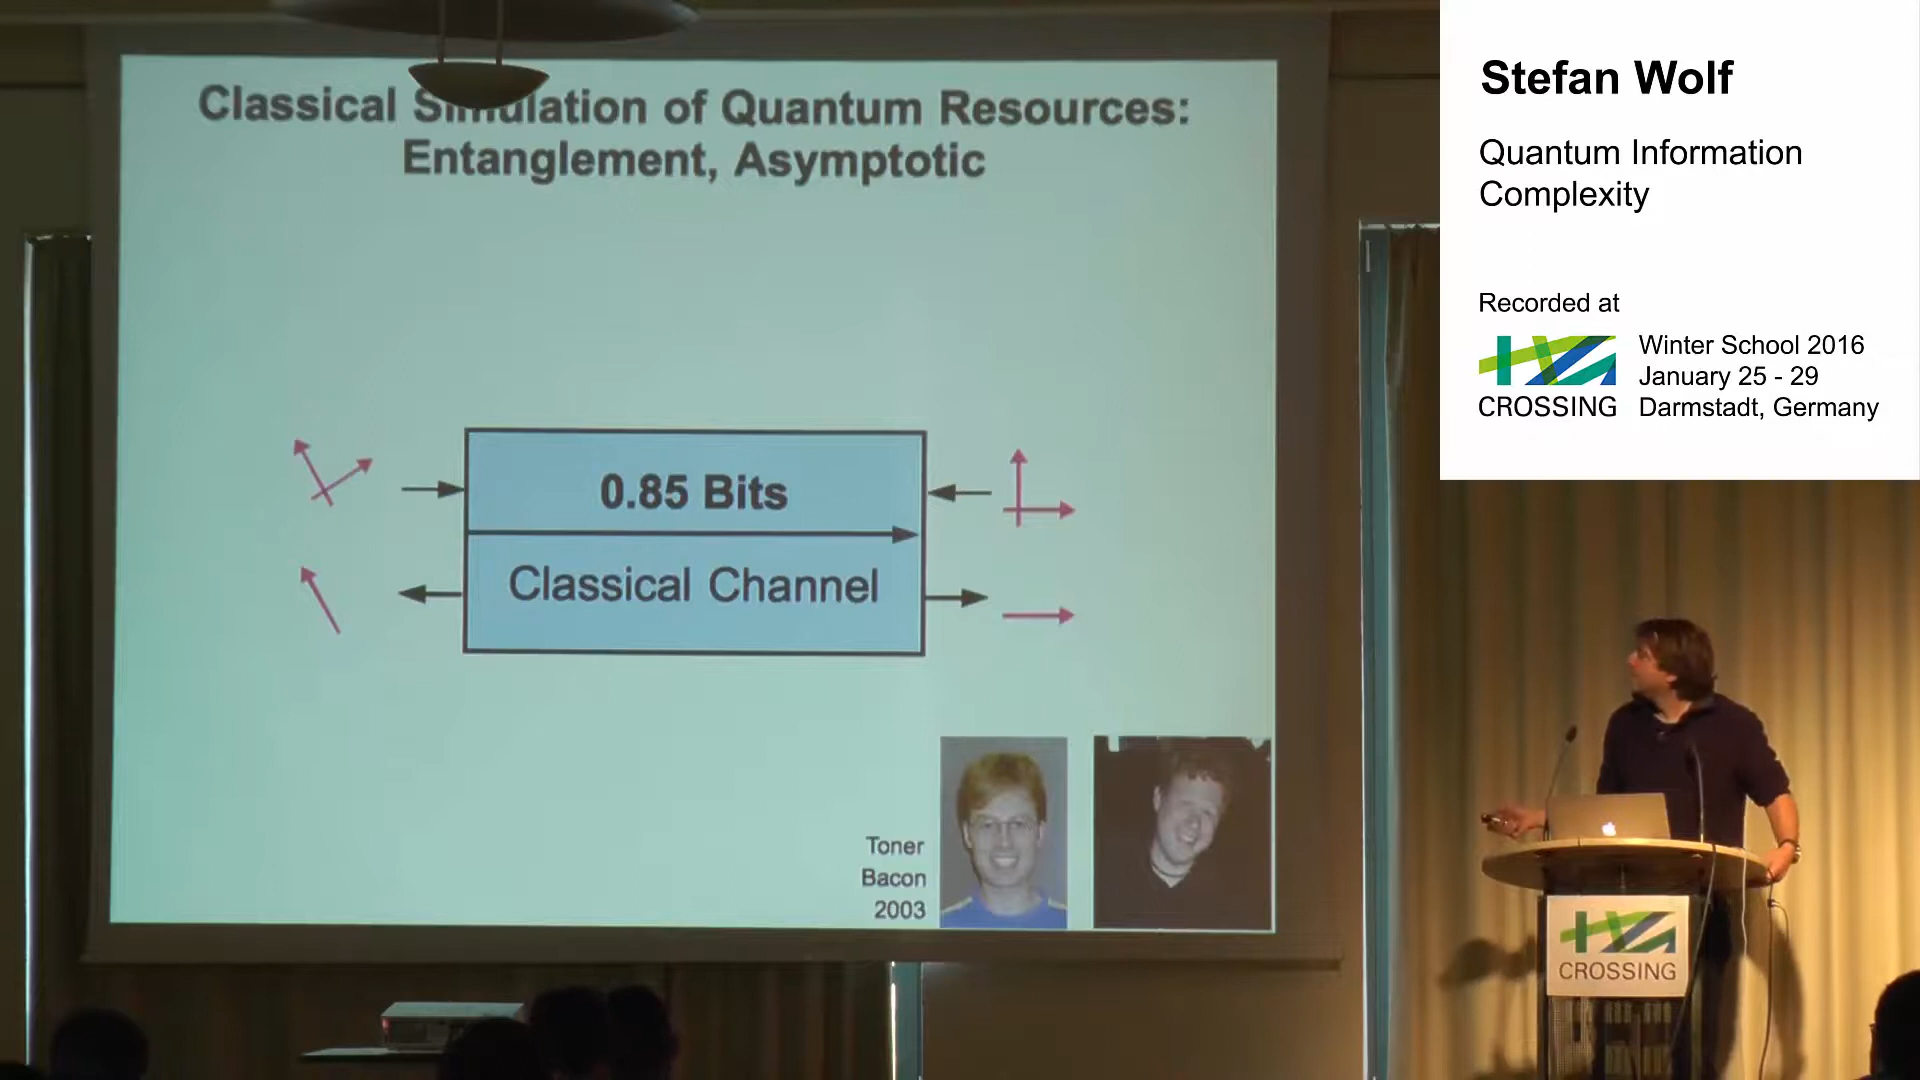 Classical Simulation of Quantum Resources:
Entanglement, Asymptotic
0.85 Bits
Classical Channel
Toner
Bacon
2003
Stefan Wolf
Quantum Information
Complexity
Recorded at
CROSSING
Winter School 2016
January 25 - 29
Darmstadt, Germany
CROSSING